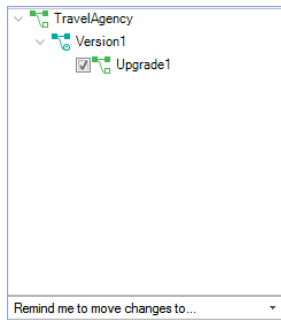 TravelAgency
Version1
Upgrade1
Remind me to move changes to...